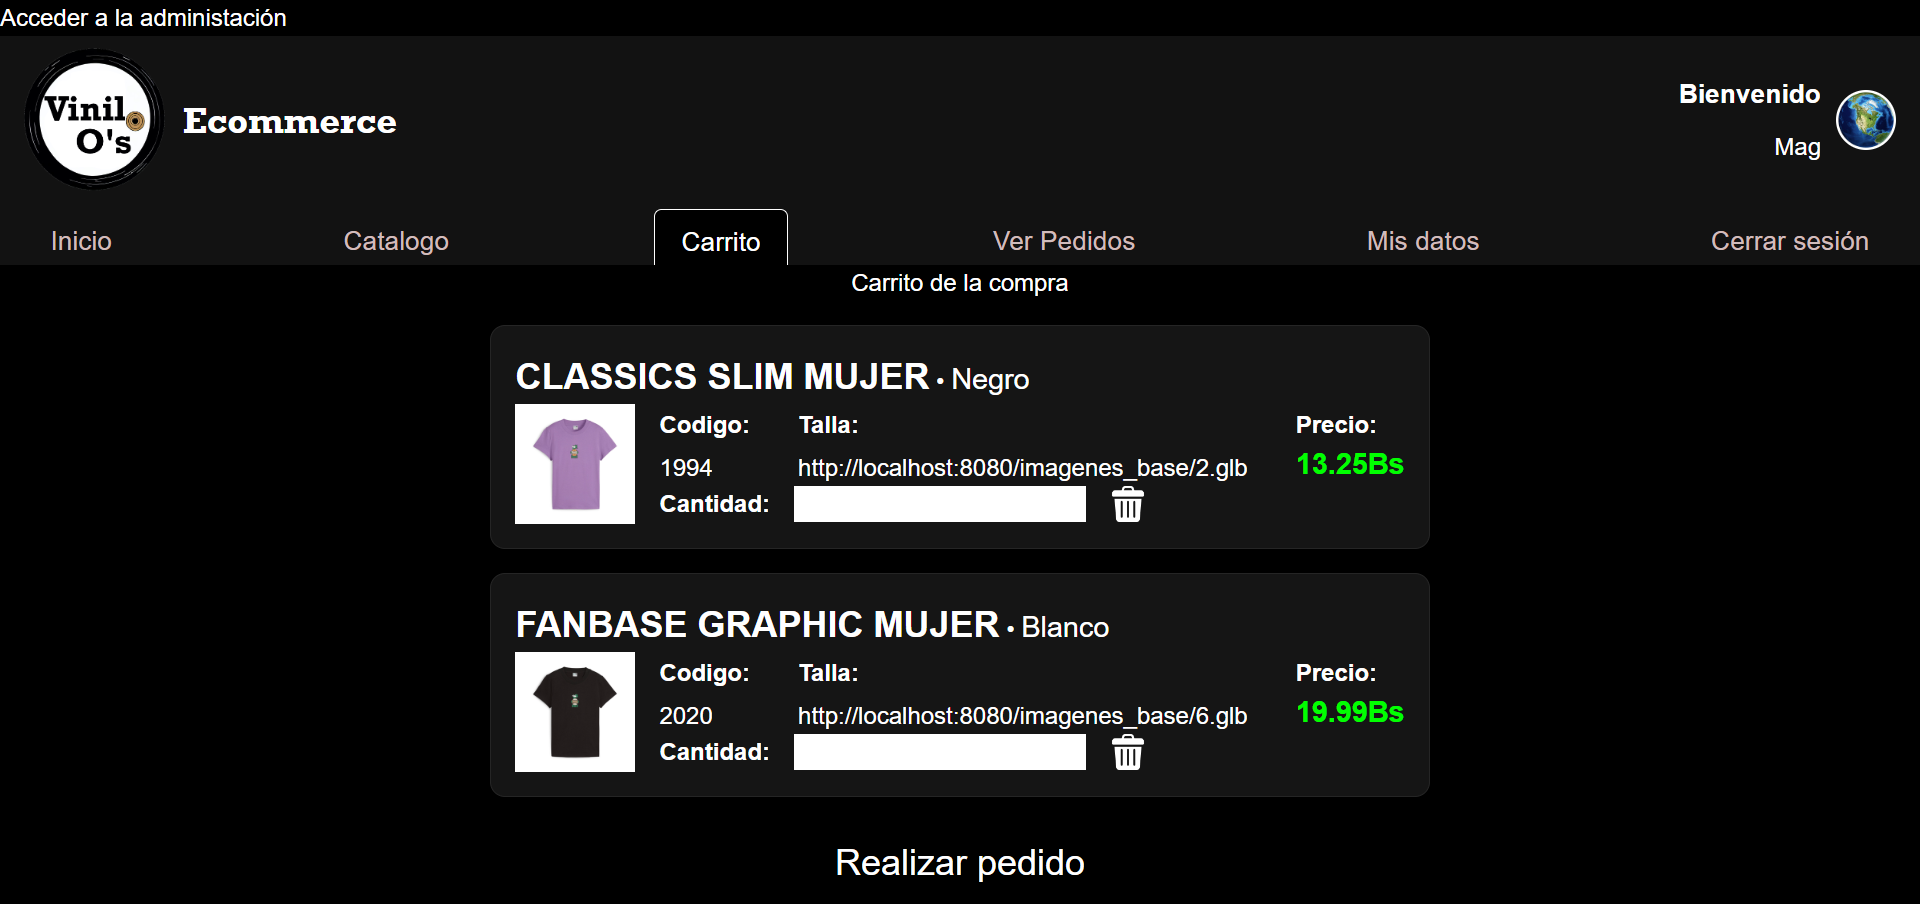 Acceder a la administación
Vinil
O's
Ecommerce
Bienvenido
Mag
Inicio Catalogo Carrito Ver Pedidos Mis datos Cerrar sesión
Carrito de la compra
CLASSICS SLIM MUJER • Negro
Codigo: Talla: Precio:
1994 http://localhost:8080/imagenes_base/2.glb 13.25Bs
Cantidad:
FANBASE GRAPHIC MUJER • Blanco
Codigo: Talla: Precio:
2020 http://localhost:8080/imagenes_base/6.glb 19.99Bs
Cantidad:
Realizar pedido